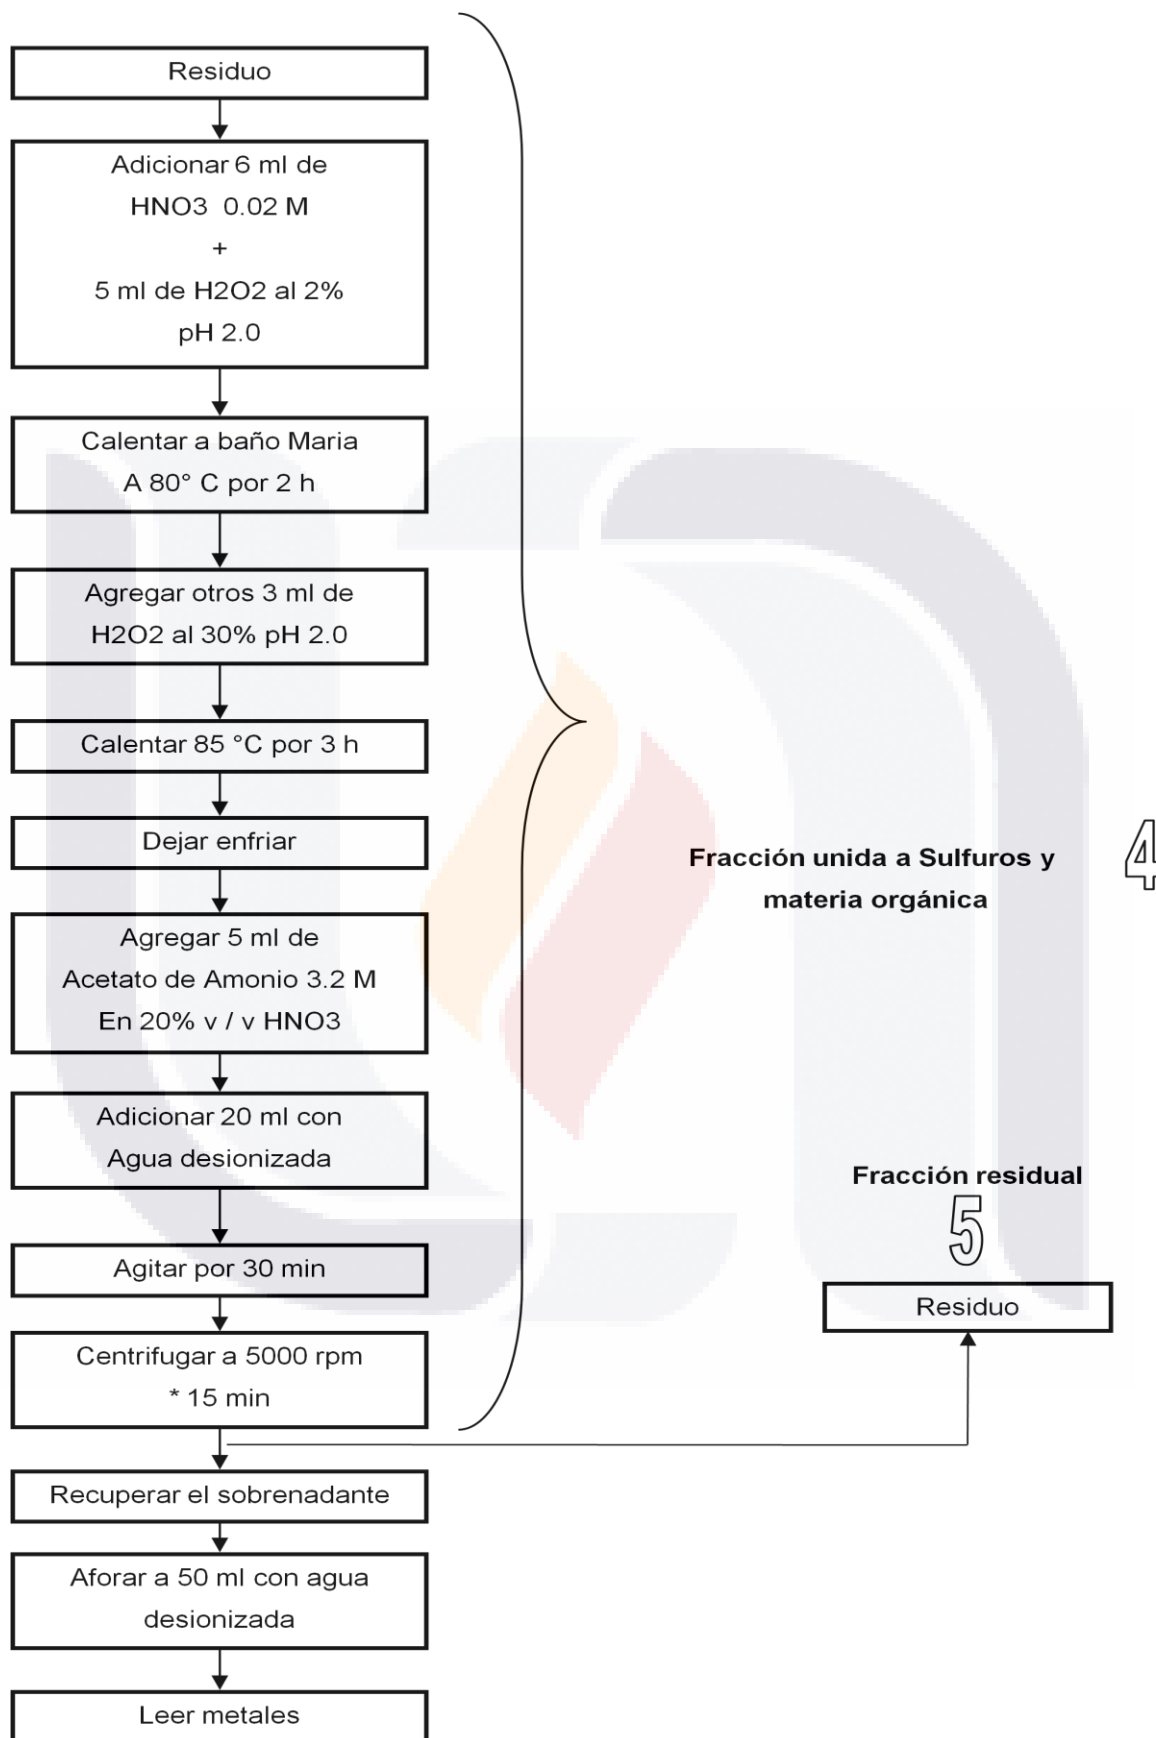 Residuo
Adicionar 6 ml de
HNO3 0.02 M
+
5 ml de H2O2 al 2%
pH 2.0
Calentar a baño Maria
A 80° C por 2 h
Agregar otros 3 ml de
H2O2 al 30% pH 2.0
Calentar 85 °C por 3 h
Dejar enfriar
Agregar 5 ml de
Acetato de Amonio 3.2 M
En 20% v / v HNO3
Adicionar 20 ml con
Agua desionizada
Agitar por 30 min
Centrifugar a 5000 rpm
* 15 min
Recuperar el sobrenadante
Aforar a 50 ml con agua
desionizada
Leer metales
Fracción unida a Sulfuros y
materia orgánica
4
Fracción residual
5
Residuo